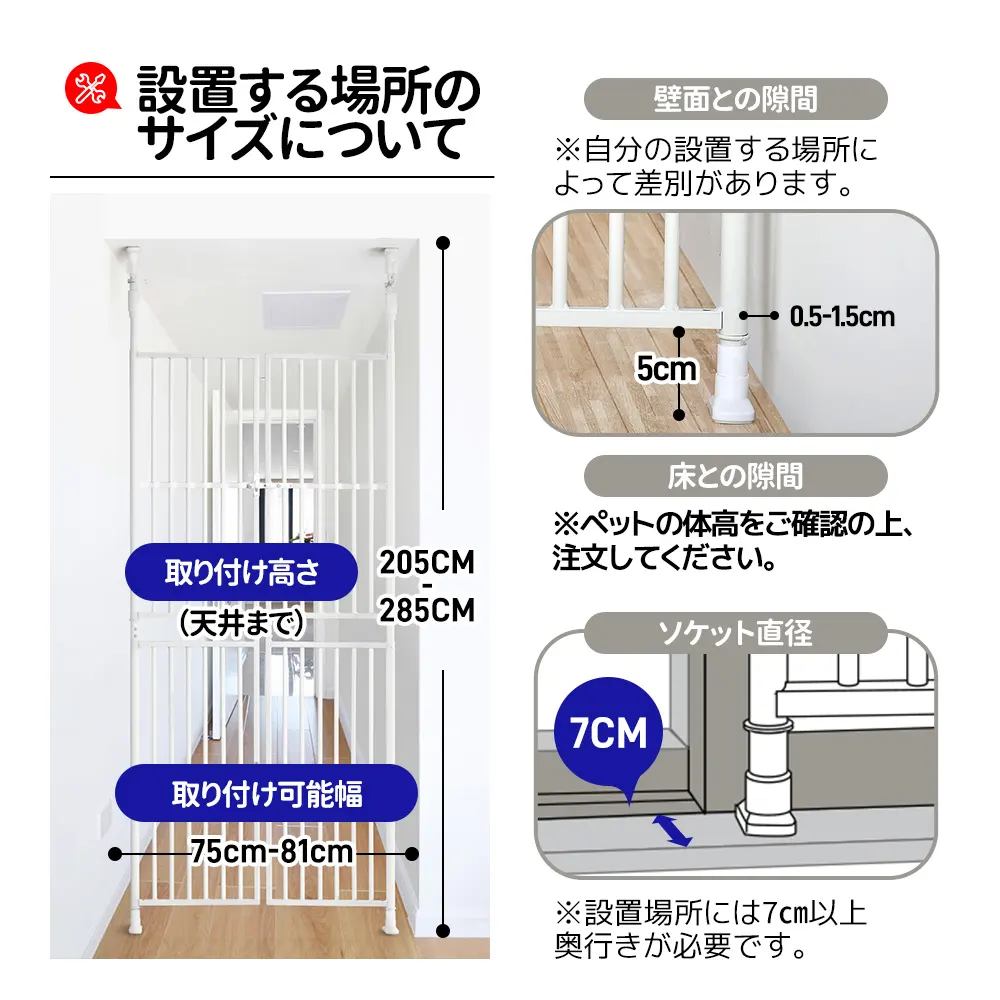 設置する場所の
サイズについて
205CM
-
285CM
取り付け高さ
(天井まで)
取り付け可能幅
75cm-81cm
壁面との隙間
※自分の設置する場所に
よって差別があります。
0.5-1.5cm
5cm
床との隙間
※ペットの体高をご確認の上、
注文してください。
ソケット直径
7CM
※設置場所には7cm以上
奥行きが必要です。